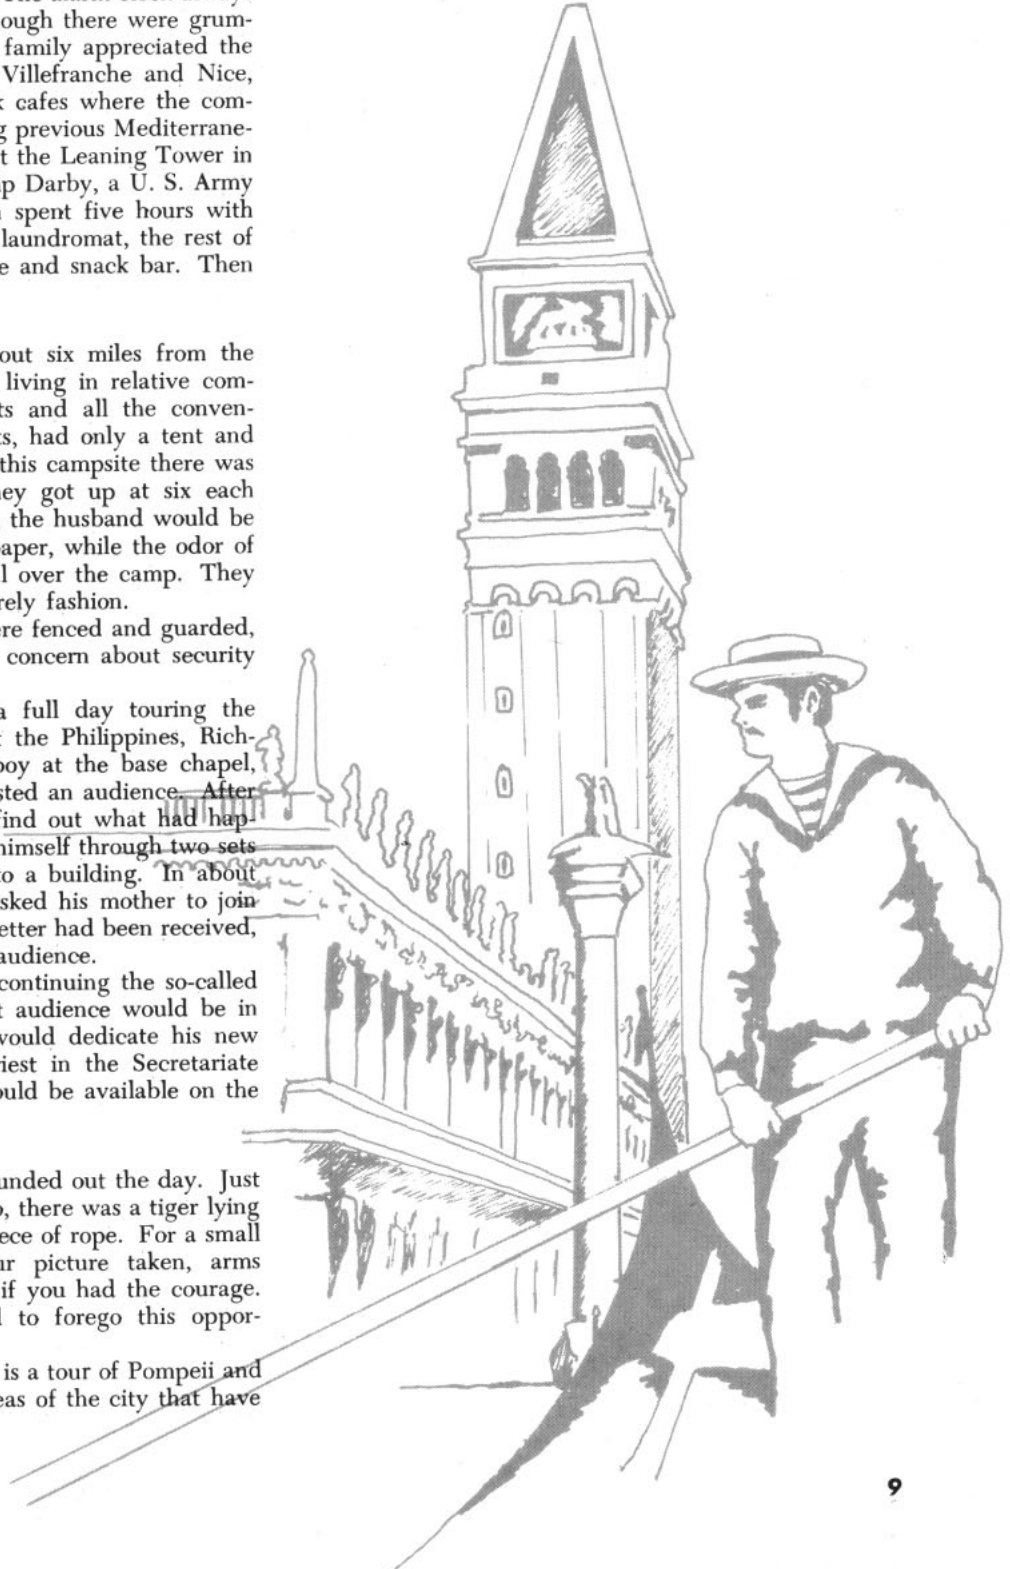 ough there were grum-
family appreciated the
Villefranche and Nice,
cafes where the com-
g previous Mediterrane-
t the Leaning Tower in
p Darby, a U. S. Army
spent five hours with
laundromat, the rest of
e and snack bar. Then
out six miles from the
living in relative com-
ts and all the conven-
s, had only a tent and
this campsite there was
ey got up at six each
the husband would be
aper, while the odor of
l over the camp. They
rely fashion.
re fenced and guarded,
concern about security
a full day touring the
t the Philippines, Rich-
boy at the base chapel,
sted an audience. After
find out what had hap-
himself through two sets
to a building. In about
sked his mother to join
etter had been received,
audience.
continuing the so-called
t audience would be in
would dedicate his new
iest in the Secretariate
ould be available on the
unded out the day. Just
o, there was a tiger lying
ece of rope. For a small
ur picture taken, arms
if you had the courage.
l to forego this oppor-
is a tour of Pompeii and
eas of the city that have
9